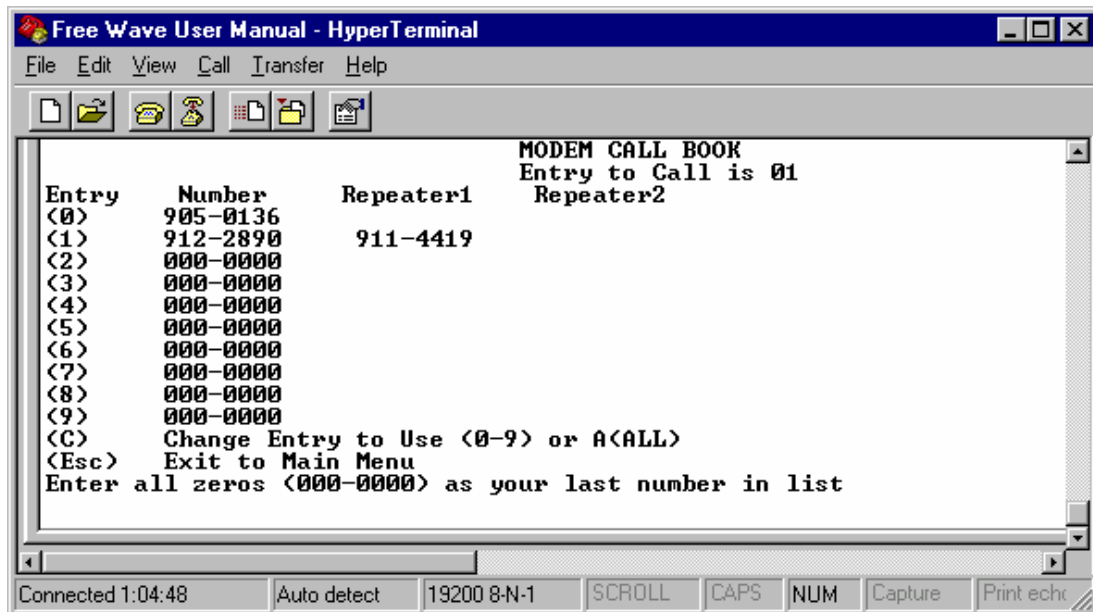 Free Wave User Manual - HyperTerminal
File Edit View Call Transfer Help
MODEM CALL BOOK
Entry to Call is 01
Entry Number Repeater1 Repeater2
(0) 905-0136
(1) 912-2890 911-4419
(2) 000-0000
(3) 000-0000
(4) 000-0000
(5) 000-0000
(6) 000-0000
(7) 000-0000
(8) 000-0000
(9) 000-0000
(C) Change Entry to Use (0-9) or A(ALL)
(Esc) Exit to Main Menu
Enter all zeros (000-0000) as your last number in list
Connected 1:04:48 Auto detect 19200 8-N-1 SCROLL CAPS NUM Capture Print echo